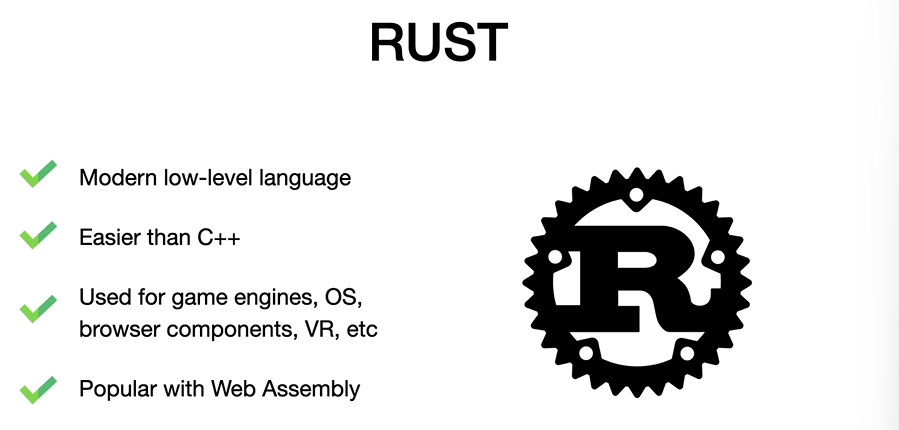 RUST
Modern low-level language
Easier than C++
Used for game engines, OS,
browser components, VR, etc
Popular with Web Assembly
R